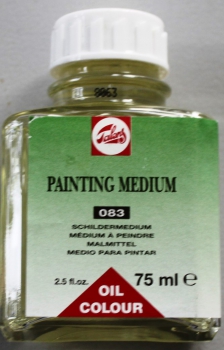 0063
Talens
PAINTING MEDIUM
083
SCHILDERMEDIUM
MÉDIUM À PEINDRE
MALMITTEL
MEDIO PARA PINTAR
2.5 fl.oz. 75 ml ℮
OIL
COLOUR